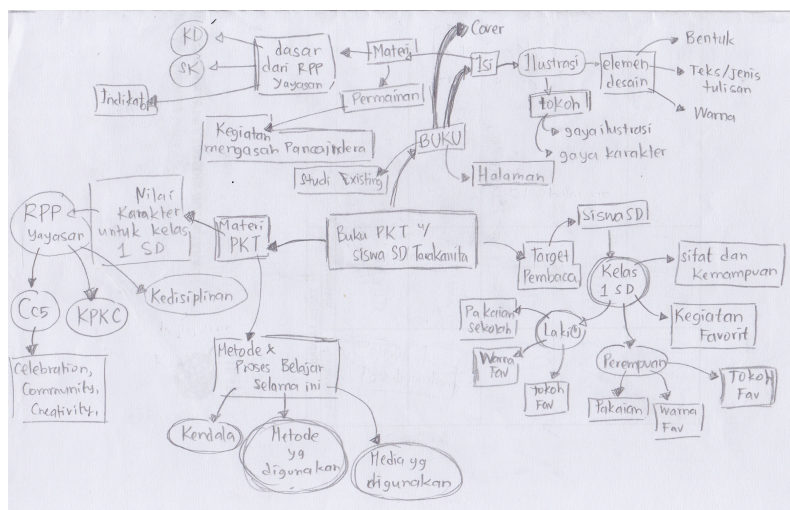 Cover
KD
SK
dasar
dari RPP
yayasan
Materi
Isi
Ilustrasi
elemen
desain
Bentuk
Teks/jenis
tulisan
Warna
Indikat
Permainan
tokoh
gaya ilustrasi
gaya karakter
Kegiatan
mengasah Pancaindera
BUKU
Studi Existing
Halaman
RPP
yayasan
Nilai
Karakter
untuk kelas
1 SD
Materi
PKT
Buku PKT u/
siswa SD Tarakanita
Target
Pembaca
Siswa SD
Kelas
1 SD
sifat dan
Kemampuan
Kegiatan
Favorit
Cc5
KPKC
Kedisiplinan
Celebration,
Community,
Creativity,
Metode &
Proses Belajar
Selama ini
Kendala
Metode
yg
digunakan
Media yg
digunakan
Pakaian
sekolah
Laki
Warna
Fav
tokoh
Fav
Perempuan
Pakaian
Warna
Fav
Tokoh
Fav